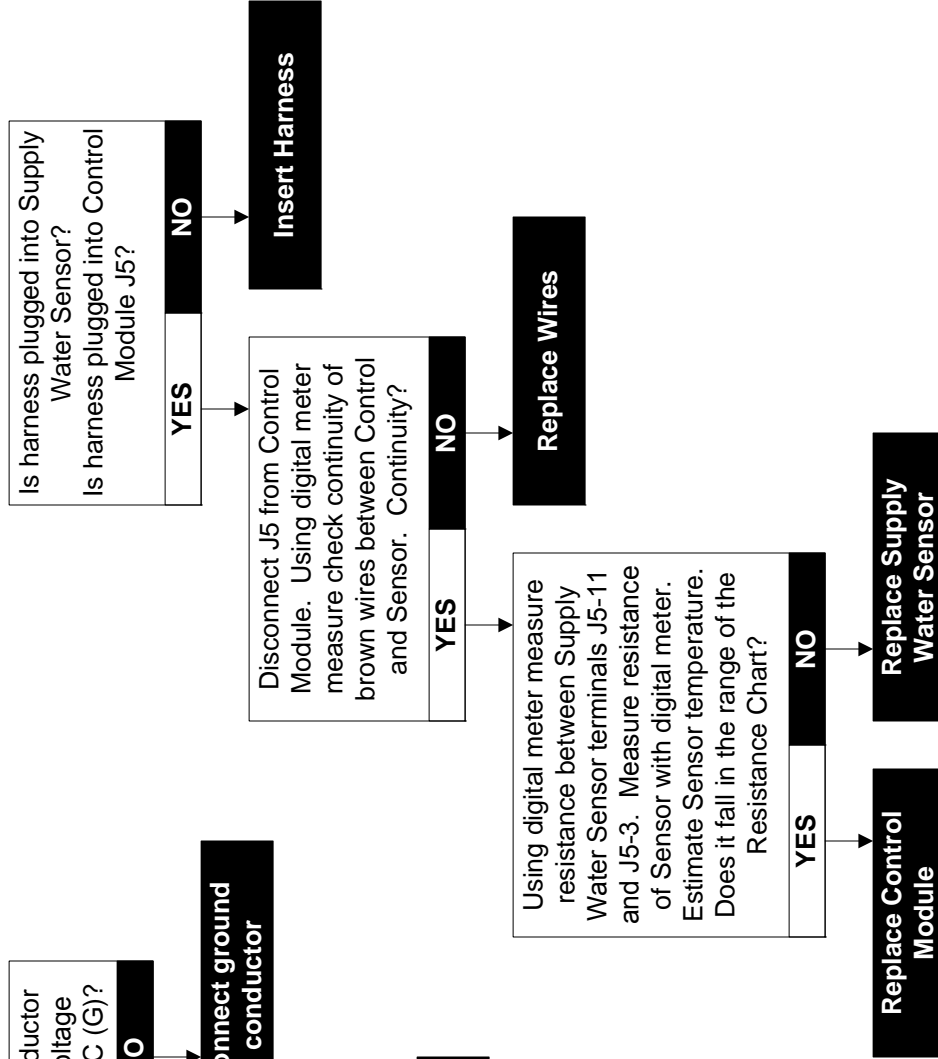 Is harness plugged into Supply
Water Sensor?
Is harness plugged into Control
Module J5?
YES
NO
Insert Harness
Disconnect J5 from Control
Module. Using digital meter
measure check continuity of
brown wires between Control
and Sensor. Continuity?
YES
NO
Replace Wires
Using digital meter measure
resistance between Supply
Water Sensor terminals J5-11
and J5-3. Measure resistance
of Sensor with digital meter.
Estimate Sensor temperature.
Does it fall in the range of the
Resistance Chart?
YES
NO
Replace Control
Module
Replace Supply
Water Sensor
C (G)?
ground
conductor